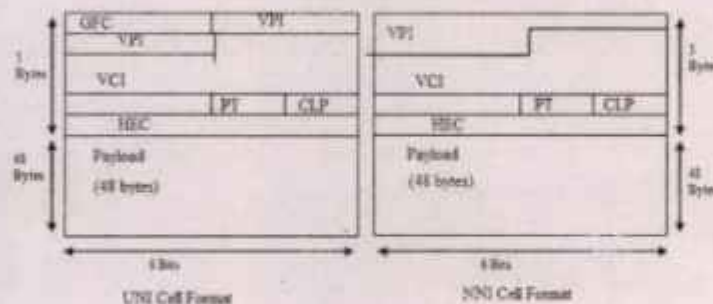 GFC VPI
VPI
VCI
PT CLP
HEC
Payload
(48 bytes)
5
Bytes
48
Bytes
8 Bits
UNI Cell Format
VPI
VCI
PT CLP
HEC
Payload
(48 bytes)
5
Bytes
48
Bytes
8 Bits
NNI Cell Format